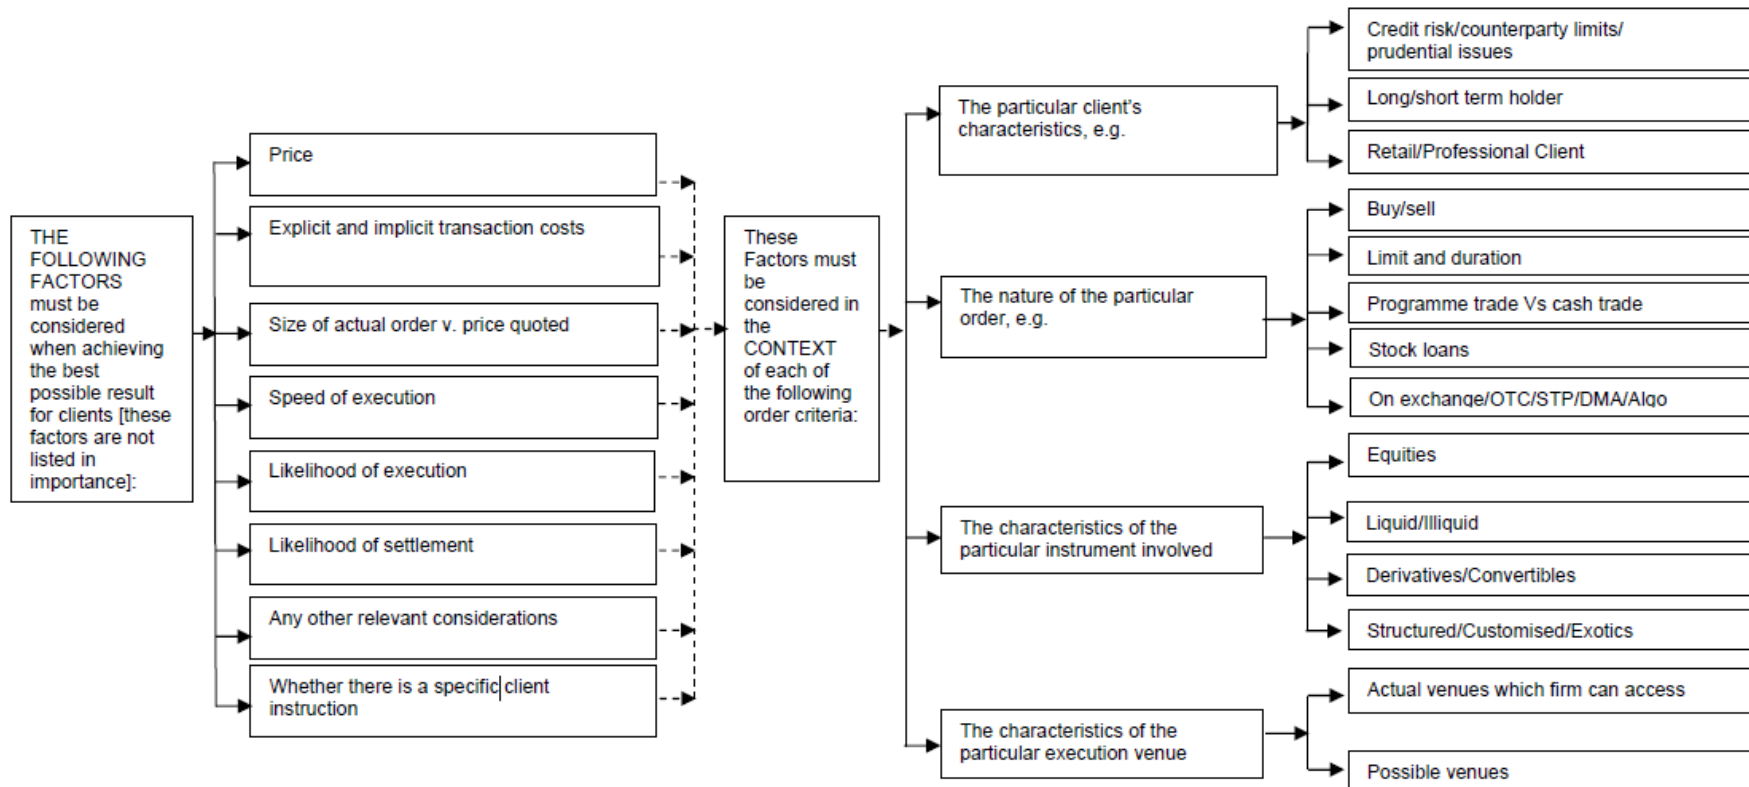 THE
FOLLOWING
FACTORS
must be
considered
when achieving
the best
possible result
for clients [these
factors are not
listed in
importance]:
Price
Explicit and implicit transaction costs
Size of actual order v. price quoted
Speed of execution
Likelihood of execution
Likelihood of settlement
Any other relevant considerations
Whether there is a specific client
instruction
These
Factors must
be
considered in
the
CONTEXT
of each of
the following
order criteria:
The particular client's
characteristics, e.g.
The nature of the particular
order, e.g.
The characteristics of the
particular instrument involved
The characteristics of the
particular execution venue
Credit risk/counterparty limits/
prudential issues
Long/short term holder
Retail/Professional Client
Buy/sell
Limit and duration
Programme trade Vs cash trade
Stock loans
On exchange/OTC/STP/DMA/Algo
Equities
Liquid/Illiquid
Derivatives/Convertibles
Structured/Customised/Exotics
Actual venues which firm can access
Possible venues